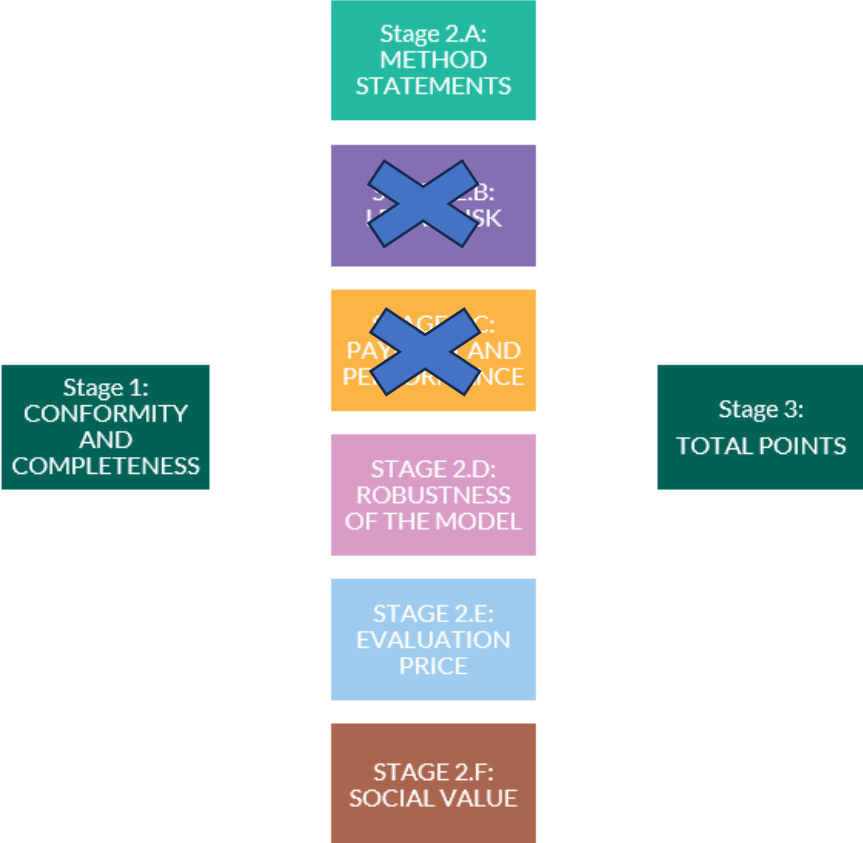 Stage 2.A:
METHOD
STATEMENTS
AND
Stage 1:
CONFORMITY
AND
COMPLETENESS
Stage 3:
TOTAL POINTS
STAGE 2.D:
ROBUSTNESS
OF THE MODEL
STAGE 2.E:
EVALUATION
PRICE
STAGE 2.F:
SOCIAL VALUE